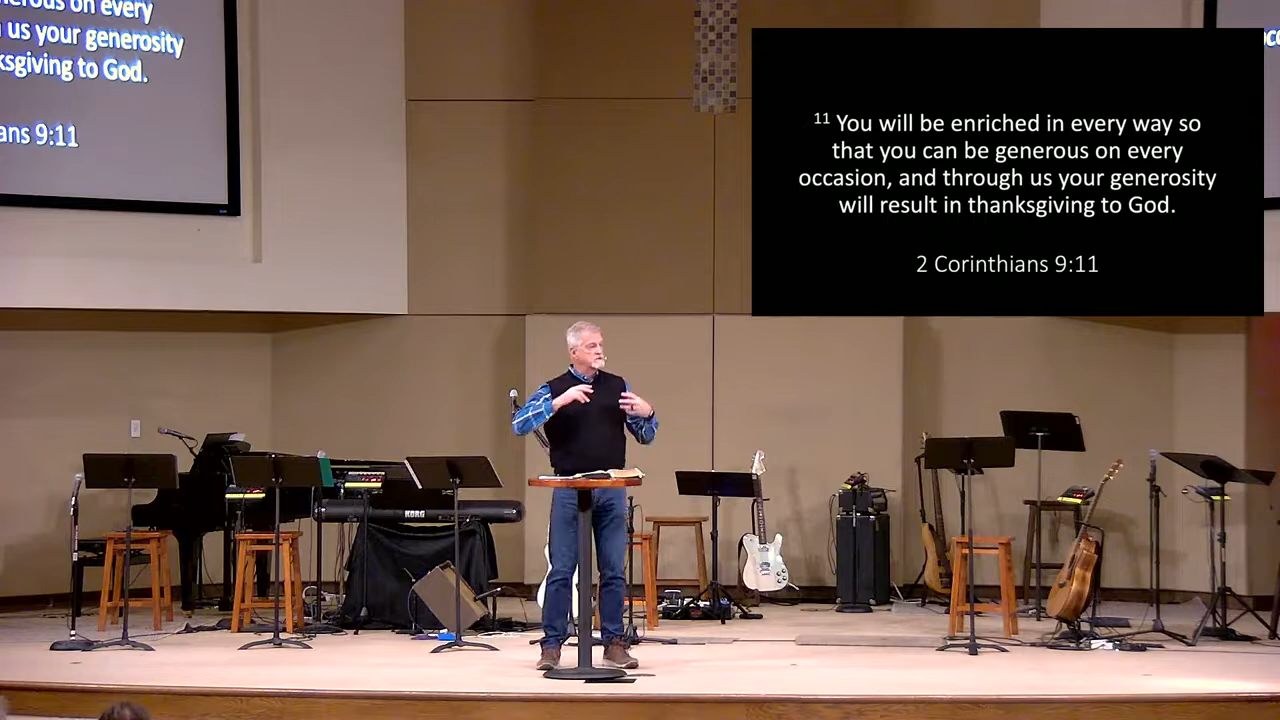 nerous on every
us your generosity
ksgiving to God.
ans 9:11
11 You will be enriched in every way so
that you can be generous on every
occasion, and through us your generosity
will result in thanksgiving to God.
2 Corinthians 9:11
KORG